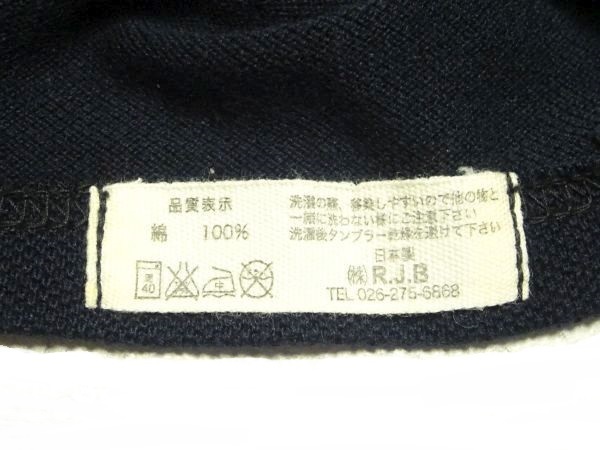 品質表示
綿 100%
40
中
洗濯の際、移染しやすいので他の物と
一緒に洗わない様にご注意下さい
洗濯後タンブラー乾燥を避けて下さい
日本製
㈱R.J.B
TEL 026-275-6868